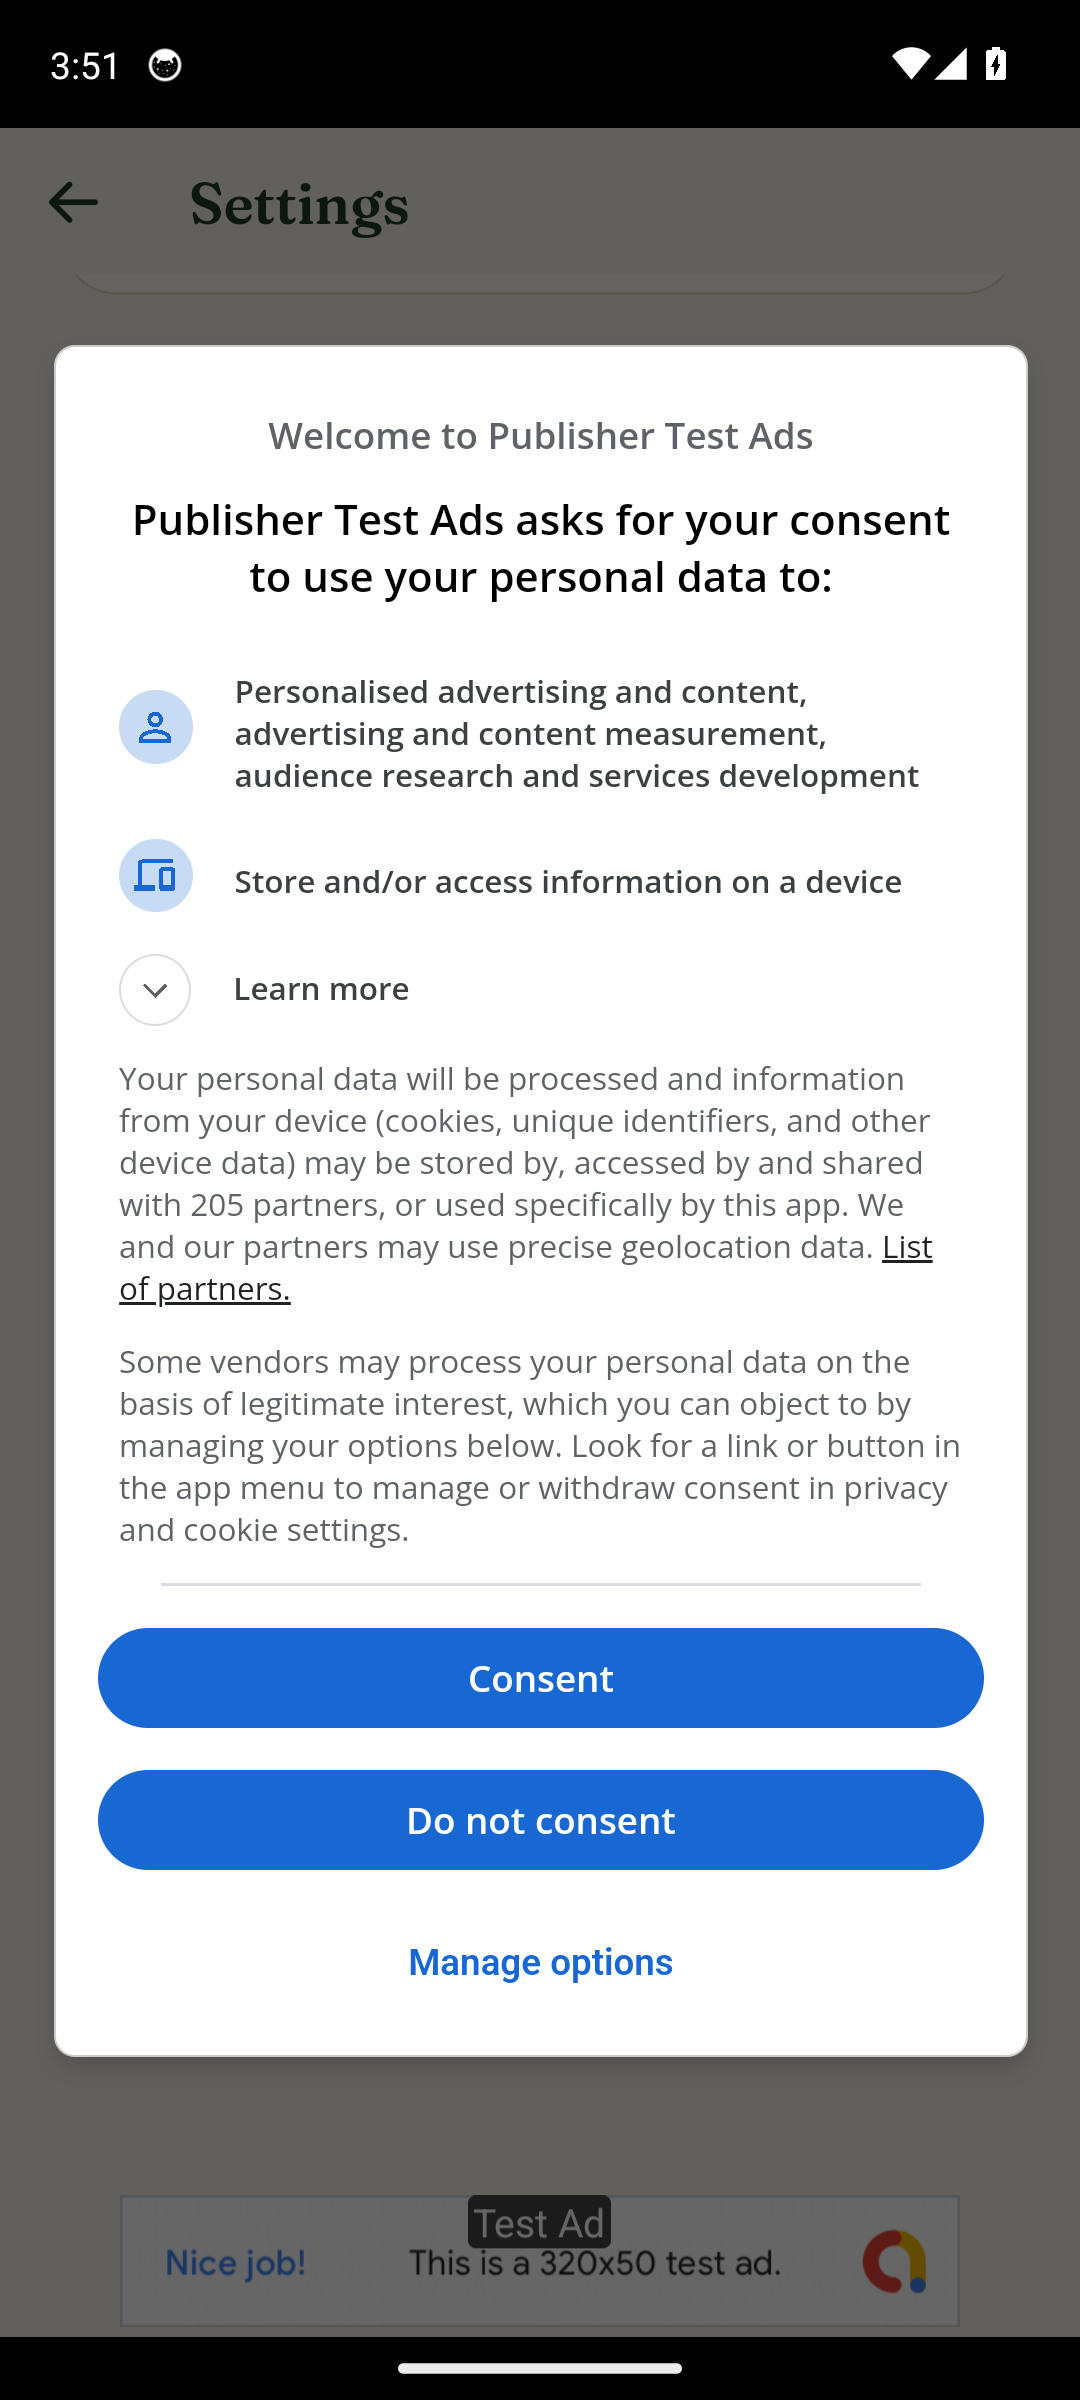 3:51
Settings
Welcome to Publisher Test Ads
Publisher Test Ads asks for your consent
to use your personal data to:
Personalised advertising and content,
advertising and content measurement,
audience research and services development
Store and/or access information on a device
Learn more
Your personal data will be processed and information
from your device (cookies, unique identifiers, and other
device data) may be stored by, accessed by and shared
with 205 partners, or used specifically by this app. We
and our partners may use precise geolocation data. List
of partners.
Some vendors may process your personal data on the
basis of legitimate interest, which you can object to by
managing your options below. Look for a link or button in
the app menu to manage or withdraw consent in privacy
and cookie settings.
Consent
Do not consent
Manage options
Test Ad
Nice job! This is a 320x50 test ad.